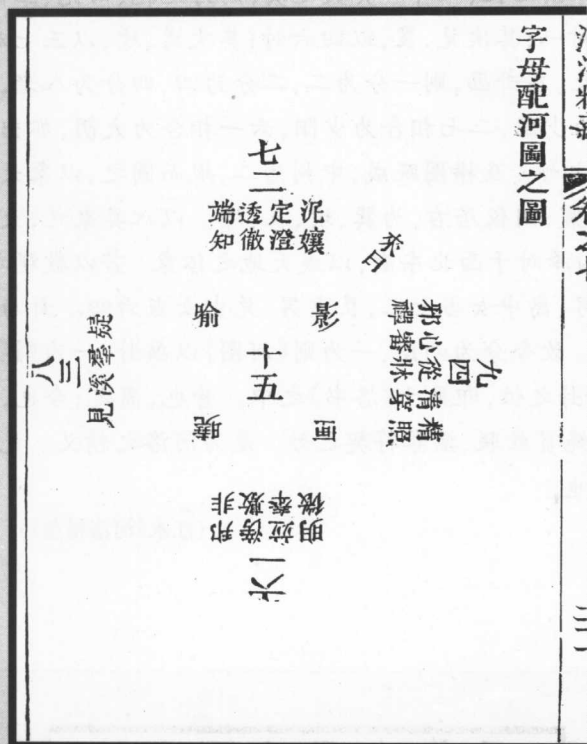 字母配河圖之圖
七
二
泥孃
定澄
透徹
端知
來日
影
喻
曉
匣
十
五
九
四
精清從心邪
照穿牀審禪
見溪羣疑
三
八
邦滂並明
非敷奉微
一
六